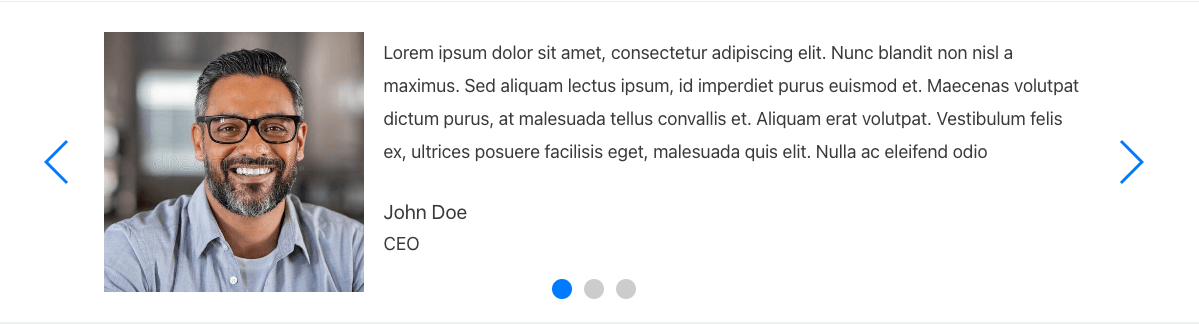 Lorem ipsum dolor sit amet, consectetur adipiscing elit. Nunc blandit non nisl a
maximus. Sed aliquam lectus ipsum, id imperdiet purus euismod et. Maecenas volutpat
dictum purus, at malesuada tellus convallis et. Aliquam erat volutpat. Vestibulum felis
ex, ultrices posuere facilisis eget, malesuada quis elit. Nulla ac eleifend odio
John Doe
CEO